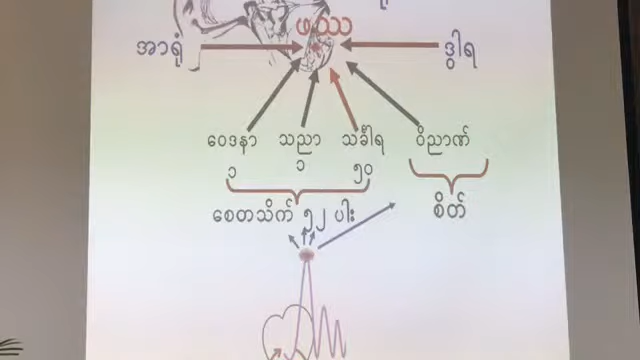 ဖဿ
အာရုံ ဒွါရ
ဝေဒနာ သညာ သင်္ခါရ ဝိညာဏ်
၁ ၁ ၅၀
စေတသိက် ၅၂ ပါး စိတ်